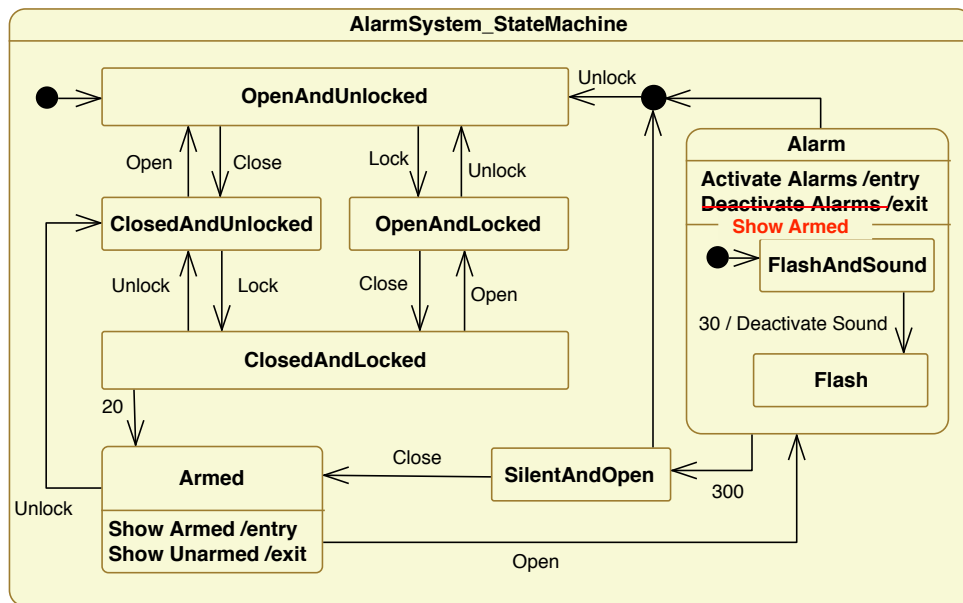 AlarmSystem_StateMachine
OpenAndUnlocked
Unlock
Open
Close
Lock
Unlock
Alarm
Activate Alarms /entry
Deactivate Alarms /exit
Show Armed
ClosedAndUnlocked
OpenAndLocked
FlashAndSound
Unlock
Lock
Close
Open
30 / Deactivate Sound
ClosedAndLocked
Flash
20
Armed
Close
SilentAndOpen
300
Unlock
Show Armed /entry
Show Unarmed /exit
Open